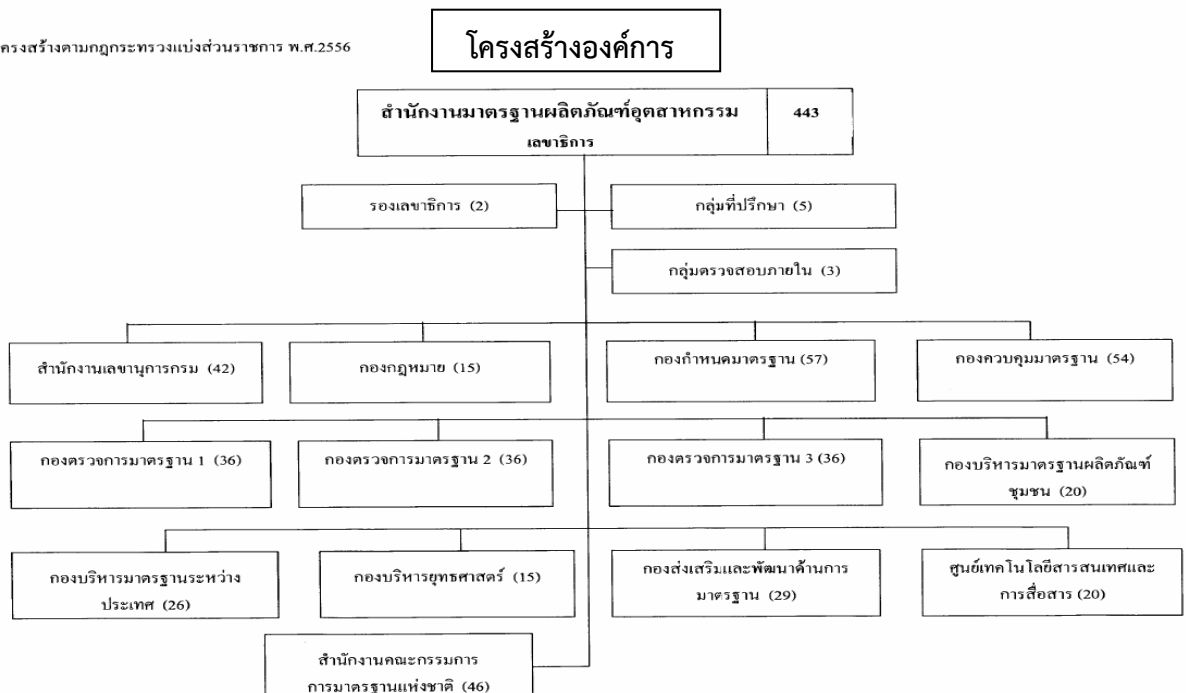 ครงสร้างตามกฎกระทรวงแบ่งส่วนราชการ พ.ศ.2556
โครงสร้างองค์การ
สำนักงานมาตรฐานผลิตภัณฑ์อุตสาหกรรม
443
เลขาธิการ
รองเลขาธิการ (2)
กลุ่มที่ปรึกษา (5)
กลุ่มตรวจสอบภายใน (3)
สำนักงานเลขานุการกรม (42)
กองกฎหมาย (15)
กองกำหนดมาตรฐาน (57)
กองควบคุมมาตรฐาน (54)
กองตรวจการมาตรฐาน 1 (36)
กองตรวจการมาตรฐาน 2 (36)
กองตรวจการมาตรฐาน 3 (36)
กองบริหารมาตรฐานผลิตภัณฑ์
ชุมชน (20)
กองบริหารมาตรฐานระหว่าง
ประเทศ (26)
กองบริหารยุทธศาสตร์ (15)
กองส่งเสริมและพัฒนาด้านการ
มาตรฐาน (29)
ศูนย์เทคโนโลยีสารสนเทศและ
การสื่อสาร (20)
สำนักงานคณะกรรมการ
การมาตรฐานแห่งชาติ (46)